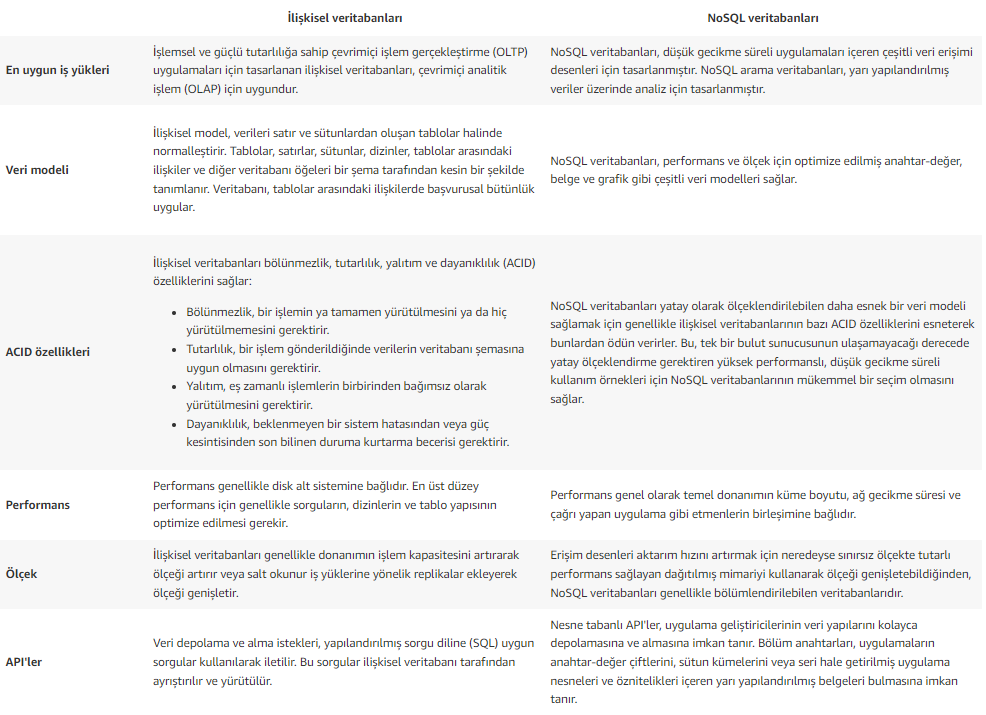 İlişkisel veritabanları
NoSQL veritabanları
En uygun iş yükleri
İşlemsel ve güçlü tutarlılığa sahip çevrimiçi işlem gerçekleştirme (OLTP)
uygulamaları için tasarlanan ilişkisel veritabanları, çevrimiçi analitik
işlem (OLAP) için uygundur.
NoSQL veritabanları, düşük gecikme süreli uygulamaları içeren çeşitli veri erişimi
desenleri için tasarlanmıştır. NoSQL arama veritabanları, yarı yapılandırılmış
veriler üzerinde analiz için tasarlanmıştır.
Veri modeli
İlişkisel model, verileri satır ve sütunlardan oluşan tablolar halinde
normalleştirir. Tablolar, satırlar, sütunlar, dizinler, tablolar arasındaki
ilişkiler ve diğer veritabanı öğeleri bir şema tarafından kesin bir şekilde
tanımlanır. Veritabanı, tablolar arasındaki ilişkilerde başvurusal bütünlük
uygular.
NoSQL veritabanları, performans ve ölçek için optimize edilmiş anahtar-değer,
belge ve grafik gibi çeşitli veri modelleri sağlar.
ACID özellikleri
İlişkisel veritabanları bölünmezlik, tutarlılık, yalıtım ve dayanıklılık (ACID)
özelliklerini sağlar:
• Bölünmezlik, bir işlemin ya tamamen yürütülmesini ya da hiç
yürütülmemesini gerektirir.
• Tutarlılık, bir işlem gönderildiğinde verilerin veritabanı şemasına
uygun olmasını gerektirir.
• Yalıtım, eş zamanlı işlemlerin birbirinden bağımsız olarak
yürütülmesini gerektirir.
• Dayanıklılık, beklenmeyen bir sistem hatasından veya güç
kesintisinden son bilinen duruma kurtarma becerisi gerektirir.
NoSQL veritabanları yatay olarak ölçeklendirilebilen daha esnek bir veri modeli
sağlamak için genellikle ilişkisel veritabanlarının bazı ACID özelliklerini esneterek
bunlardan ödün verirler. Bu, tek bir bulut sunucusunun ulaşamayacağı derecede
yatay ölçeklendirme gerektiren yüksek performanslı, düşük gecikme süreli
kullanım örnekleri için NoSQL veritabanlarının mükemmel bir seçim olmasını
sağlar.
Performans
Performans genellikle disk alt sistemine bağlıdır. En üst düzey
performans için genellikle sorguların, dizinlerin ve tablo yapısının
optimize edilmesi gerekir.
Performans genel olarak temel donanımın küme boyutu, ağ gecikme süresi ve
çağrı yapan uygulama gibi etmenlerin birleşimine bağlıdır.
Ölçek
İlişkisel veritabanları genellikle donanımın işlem kapasitesini artırarak
ölçeği artırır veya salt okunur iş yüklerine yönelik replikalar ekleyerek
ölçeği genişletir.
Erişim desenleri aktarım hızını artırmak için neredeyse sınırsız ölçekte tutarlı
performans sağlayan dağıtılmış mimariyi kullanarak ölçeği genişletebildiğinden,
NoSQL veritabanları genellikle bölümlendirilebilen veritabanlarıdır.
API'ler
Veri depolama ve alma istekleri, yapılandırılmış sorgu diline (SQL) uygun
sorgular kullanılarak iletilir. Bu sorgular ilişkisel veritabanı tarafından
ayrıştırılır ve yürütülür.
Nesne tabanlı API'ler, uygulama geliştiricilerinin veri yapılarını kolayca
depolamasına ve almasına imkan tanır. Bölüm anahtarları, uygulamaların
anahtar-değer çiftlerini, sütun kümelerini veya seri hale getirilmiş uygulama
nesneleri ve öznitelikleri içeren yarı yapılandırılmış belgeleri bulmasına imkan
tanır.